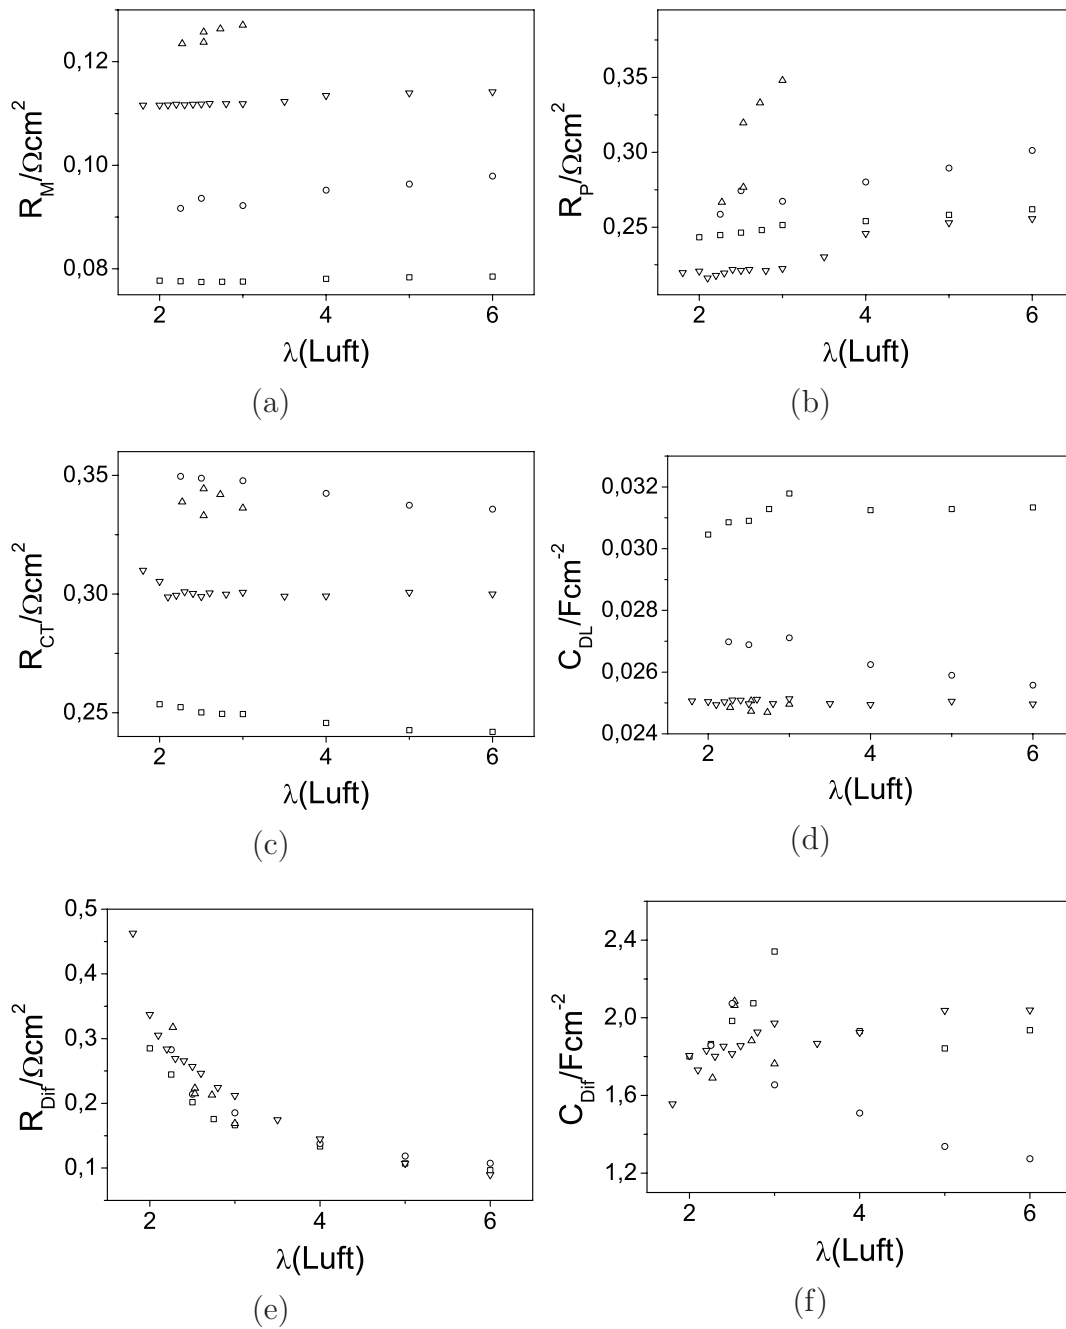 0,12
0,10
0,08
R_M/Ωcm²
2 4 6
λ(Luft)
(a)
0,35
0,30
0,25
R_P/Ωcm²
2 4 6
λ(Luft)
(b)
0,35
0,30
0,25
R_CT/Ωcm²
2 4 6
λ(Luft)
(c)
0,032
0,030
0,028
0,026
0,024
C_DL/Fcm⁻²
2 4 6
λ(Luft)
(d)
0,5
0,4
0,3
0,2
0,1
R_Dif/Ωcm²
2 4 6
λ(Luft)
(e)
2,4
2,0
1,6
1,2
C_Dif/Fcm⁻²
2 4 6
λ(Luft)
(f)